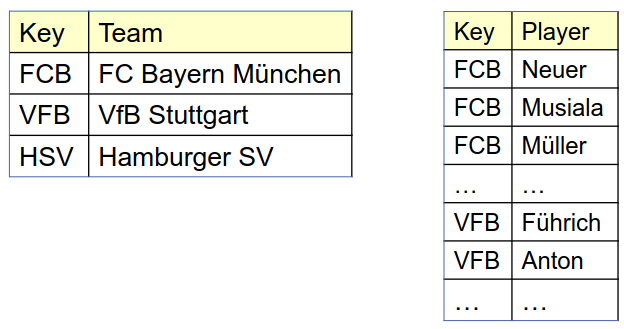 Key Team
FCB FC Bayern München
VFB VfB Stuttgart
HSV Hamburger SV
Key Player
FCB Neuer
FCB Musiala
FCB Müller
... ...
VFB Führich
VFB Anton
... ...